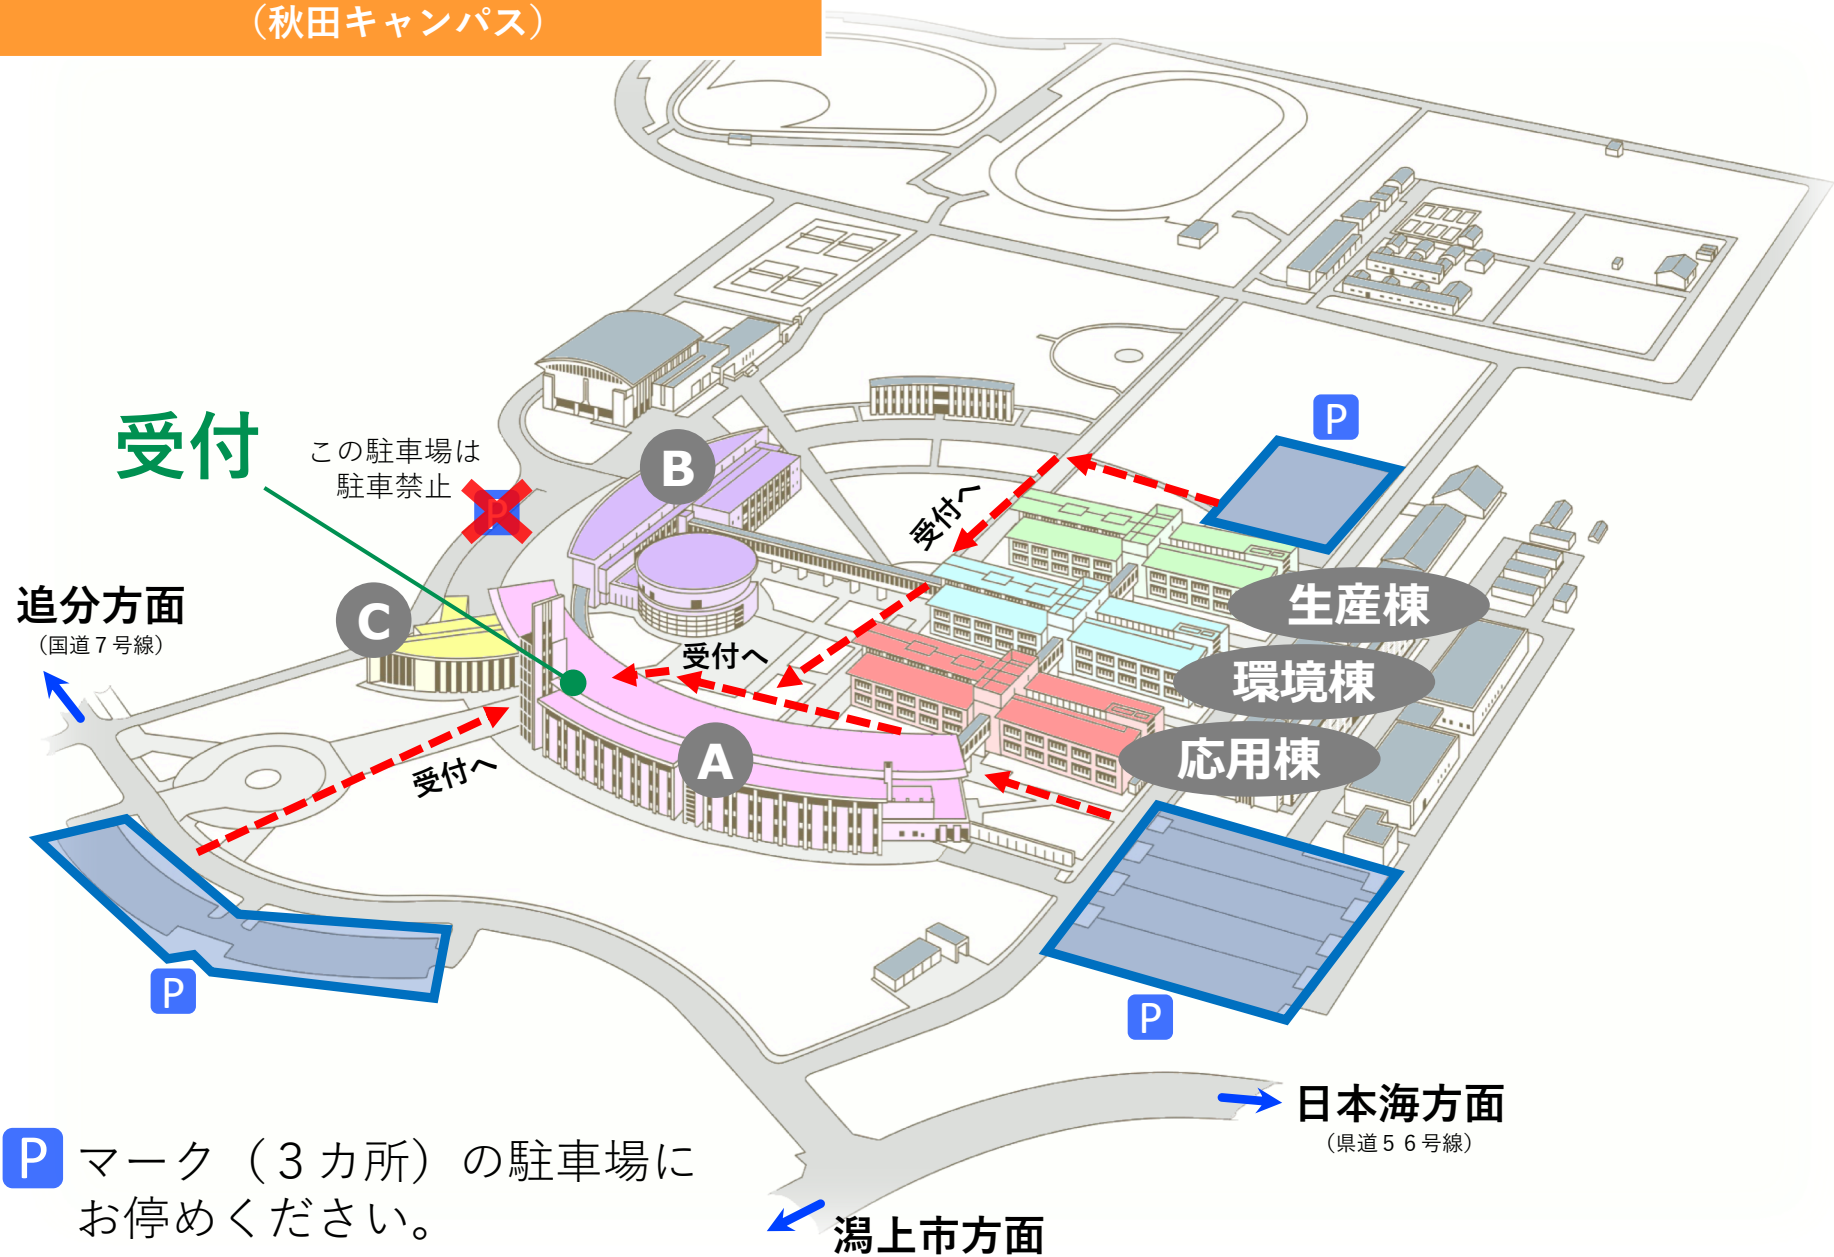 （秋田キャンパス）
P
受付
この駐車場は
駐車禁止
B
P
受付へ
追分方面
（国道７号線）
C
生産棟
受付へ
環境棟
A
応用棟
受付へ
P
P
日本海方面
（県道５６号線）
P マーク（３カ所）の駐車場に
お停めください。
潟上市方面